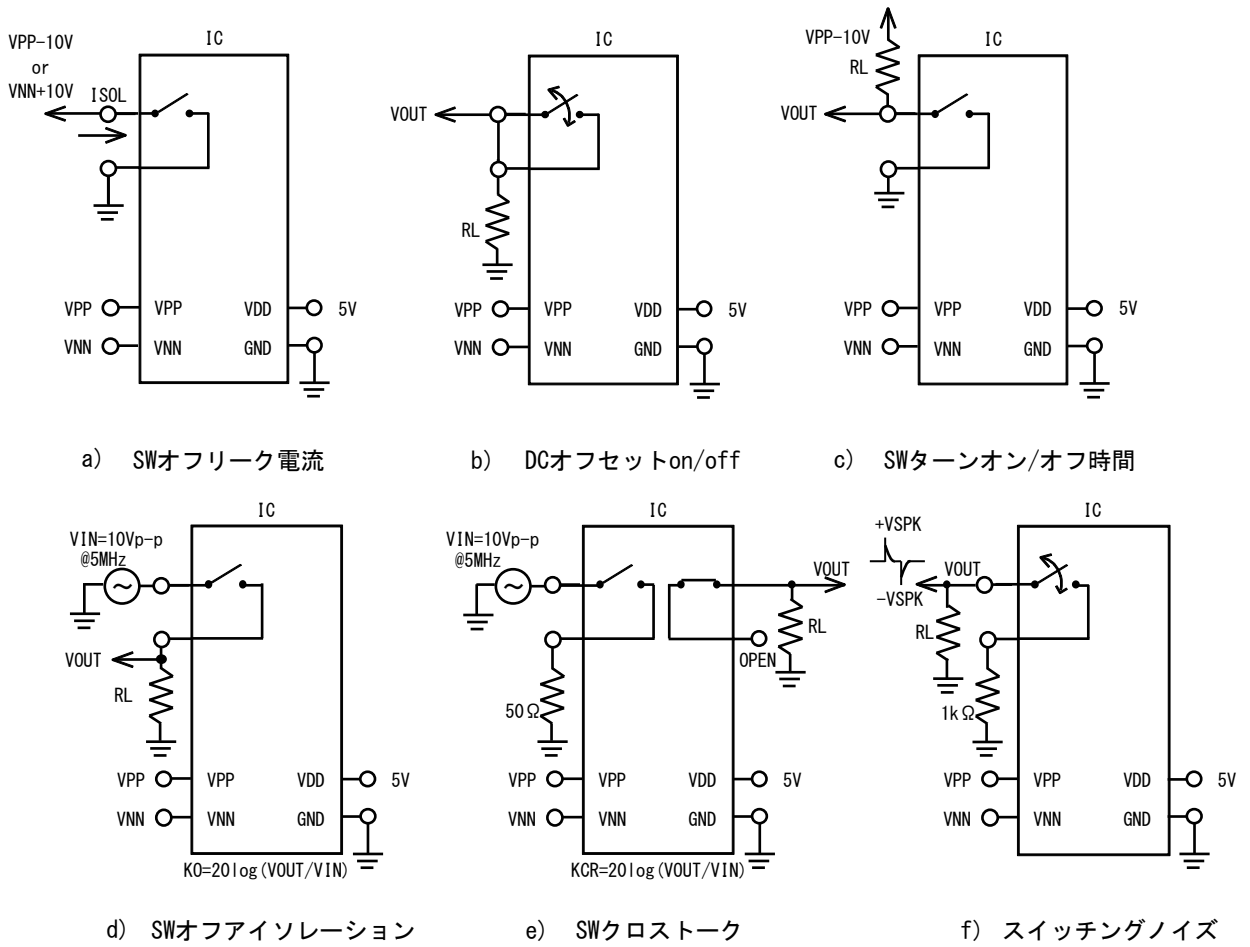 IC
VPP-10V
or
VNN+10V
ISOL
VPP
VPP
VDD
5V
VNN
VNN
GND
a) SWオフリーク電流
IC
VOUT
RL
VPP
VPP
VDD
5V
VNN
VNN
GND
b) DCオフセットon/off
VPP-10V
IC
RL
VOUT
VPP
VPP
VDD
5V
VNN
VNN
GND
c) SWターンオン/オフ時間
IC
VIN=10Vp-p
@5MHz
VOUT
RL
VPP
VPP
VDD
5V
VNN
VNN
GND
KO=20log(VOUT/VIN)
d) SWオフアイソレーション
IC
VIN=10Vp-p
@5MHz
VOUT
RL
OPEN
50Ω
VPP
VPP
VDD
5V
VNN
VNN
GND
KCR=20log(VOUT/VIN)
e) SWクロストーク
IC
+VSPK
VOUT
-VSPK
RL
1kΩ
VPP
VPP
VDD
5V
VNN
VNN
GND
f) スイッチングノイズ